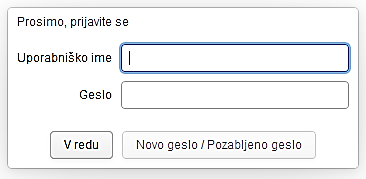 Prosimo, prijavite se
Uporabniško ime
Geslo
V redu
Novo geslo / Pozabljeno geslo